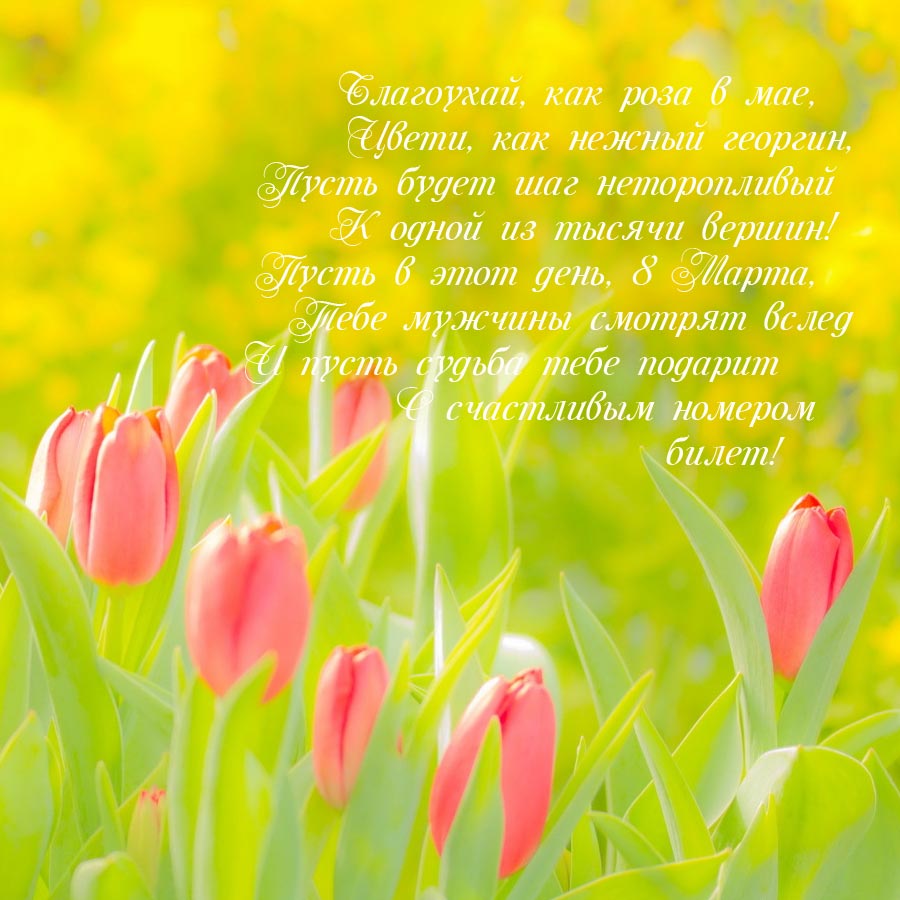 Благоухай, как роза в мае,
Цвети, как нежный георгин,
Пусть будет шаг неторопливый
К одной из тысячи вершин!
Пусть в этот день, 8 Марта,
Тебе мужчины смотрят вслед
И пусть судьба тебе подарит
С счастливым номером
билет!